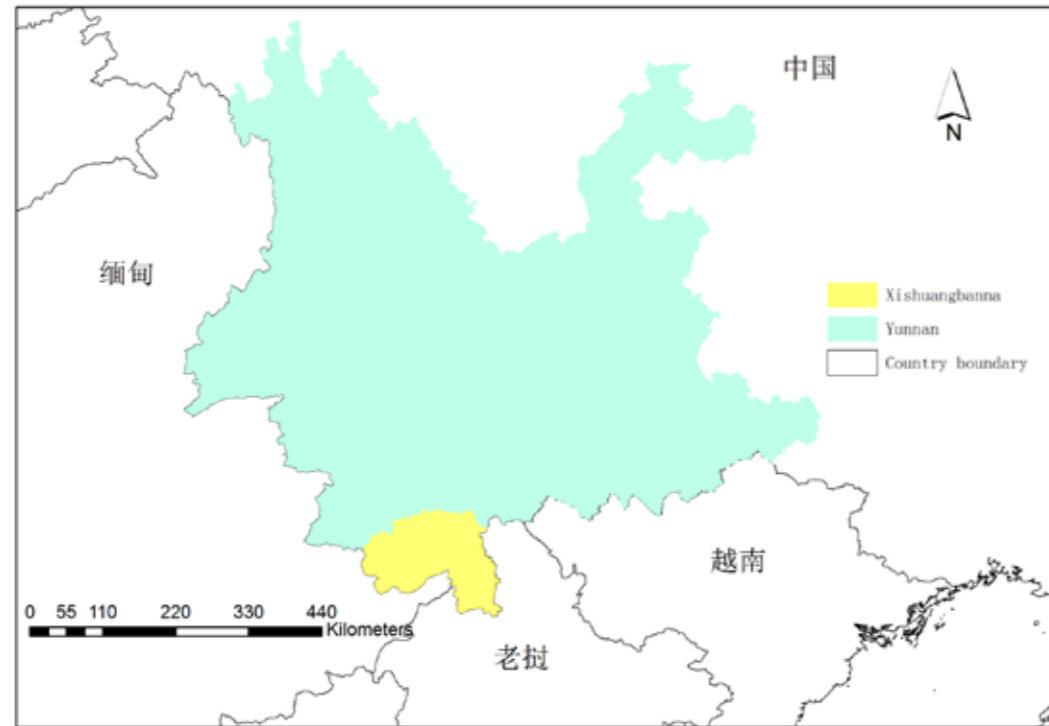 中国
N
缅甸
Xishuangbanna
Yunnan
Country boundary
越南
0 55 110 220 330 440
Kilometers
老挝